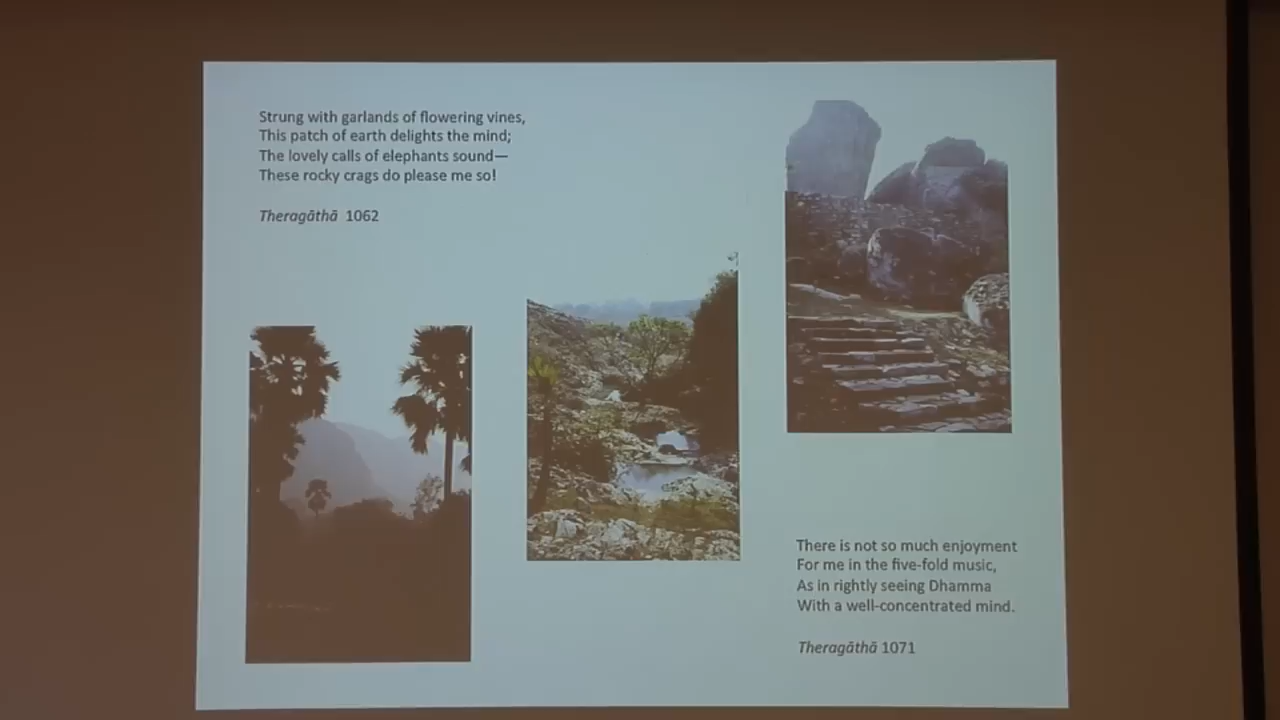 Strung with garlands of flowering vines,
This patch of earth delights the mind;
The lovely calls of elephants sound—
These rocky crags do please me so!
Theragāthā 1062
There is not so much enjoyment
For me in the five-fold music,
As in rightly seeing Dhamma
With a well-concentrated mind.
Theragāthā 1071